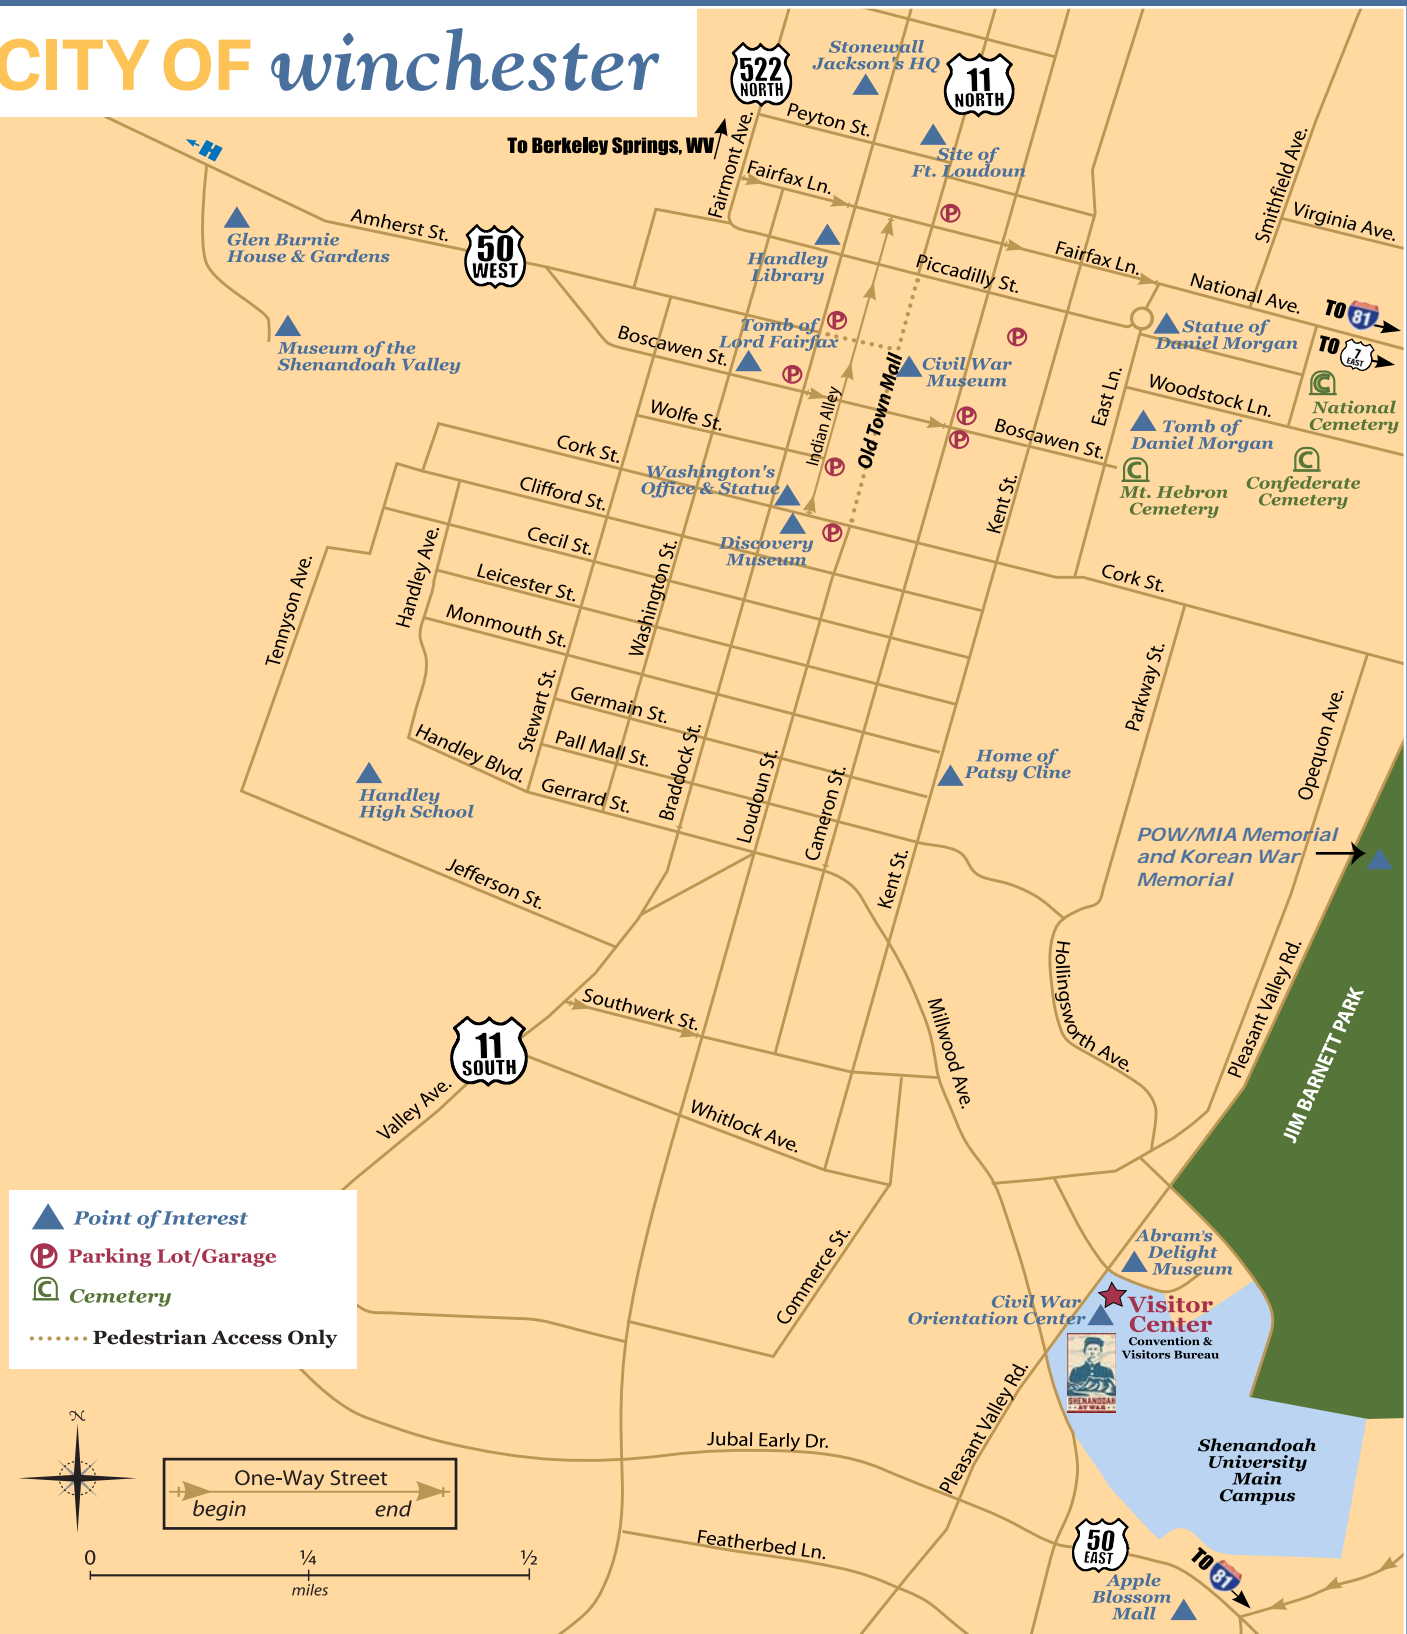 CITY OF winchester
522
NORTH
Stonewall
Jackson's HQ
11
NORTH
Peyton St.
To Berkeley Springs, WV
Fairmont Ave.
Site of
Ft. Loudoun
Fairfax Ln.
Smithfield Ave.
Virginia Ave.
H
Amherst St.
50
WEST
Glen Burnie
House & Gardens
P
Handley
Library
Piccadilly St.
Fairfax Ln.
National Ave.
TO 81
TO 7
EAST
Museum of the
Shenandoah Valley
Boscawen St.
Tomb of
Lord Fairfax
P
P
P
Statue of
Daniel Morgan
Civil War
Museum
Old Town Mall
Indian Alley
East Ln.
Woodstock Ln.
C
National
Cemetery
Wolfe St.
P
P
Boscawen St.
Tomb of
Daniel Morgan
Cork St.
Washington's
Office & Statue
P
C
Mt. Hebron
Cemetery
C
Confederate
Cemetery
Clifford St.
Kent St.
Cecil St.
Discovery
Museum
P
Handley Ave.
Tennyson Ave.
Leicester St.
Washington St.
Cork St.
Monmouth St.
Parkway St.
Stewart St.
Germain St.
Opequon Ave.
Handley Blvd.
Pall Mall St.
Braddock St.
Loudoun St.
Cameron St.
Home of
Patsy Cline
Handley
High School
Gerrard St.
POW/MIA Memorial
and Korean War
Memorial
Jefferson St.
Kent St.
Hollingsworth Ave.
Pleasant Valley Rd.
JIM BARNETT PARK
Southwerk St.
Millwood Ave.
11
SOUTH
Valley Ave.
Whitlock Ave.
Point of Interest
P Parking Lot/Garage
C Cemetery
Pedestrian Access Only
Commerce St.
Abram's
Delight
Museum
Civil War
Orientation Center
Visitor
Center
Convention &
Visitors Bureau
SHENANDOAH
AT WAR
Pleasant Valley Rd.
N
Jubal Early Dr.
Shenandoah
University
Main
Campus
One-Way Street
begin end
Featherbed Ln.
50
EAST
TO 81
0 ¼ ½
miles
Apple
Blossom
Mall